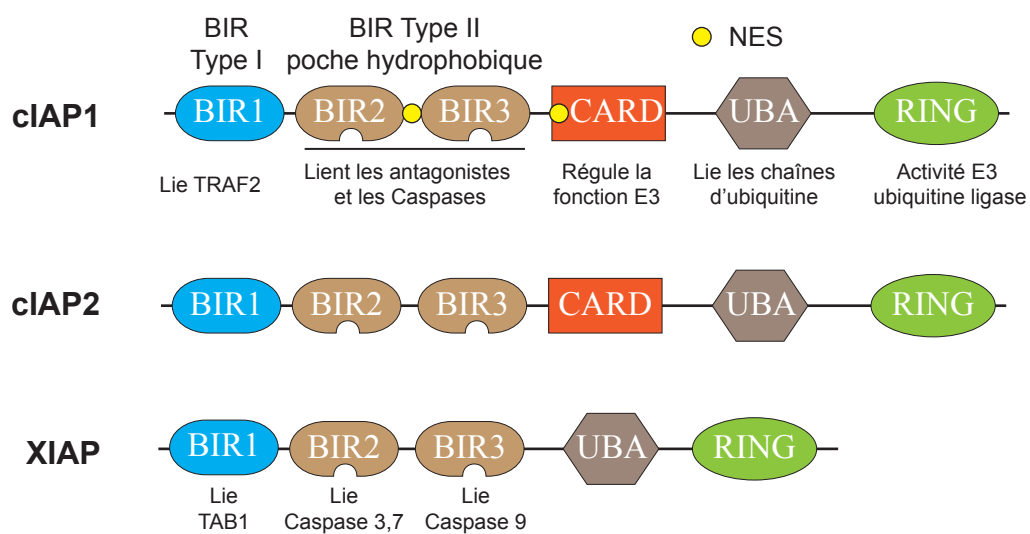 BIR
Type I
BIR Type II
poche hydrophobique
NES
cIAP1
BIR1
BIR2
BIR3
CARD
UBA
RING
Lie TRAF2
Lient les antagonistes
et les Caspases
Régule la
fonction E3
Lie les chaînes
d'ubiquitine
Activité E3
ubiquitine ligase
cIAP2
BIR1
BIR2
BIR3
CARD
UBA
RING
XIAP
BIR1
BIR2
BIR3
UBA
RING
Lie
TAB1
Lie
Caspase 3,7
Lie
Caspase 9